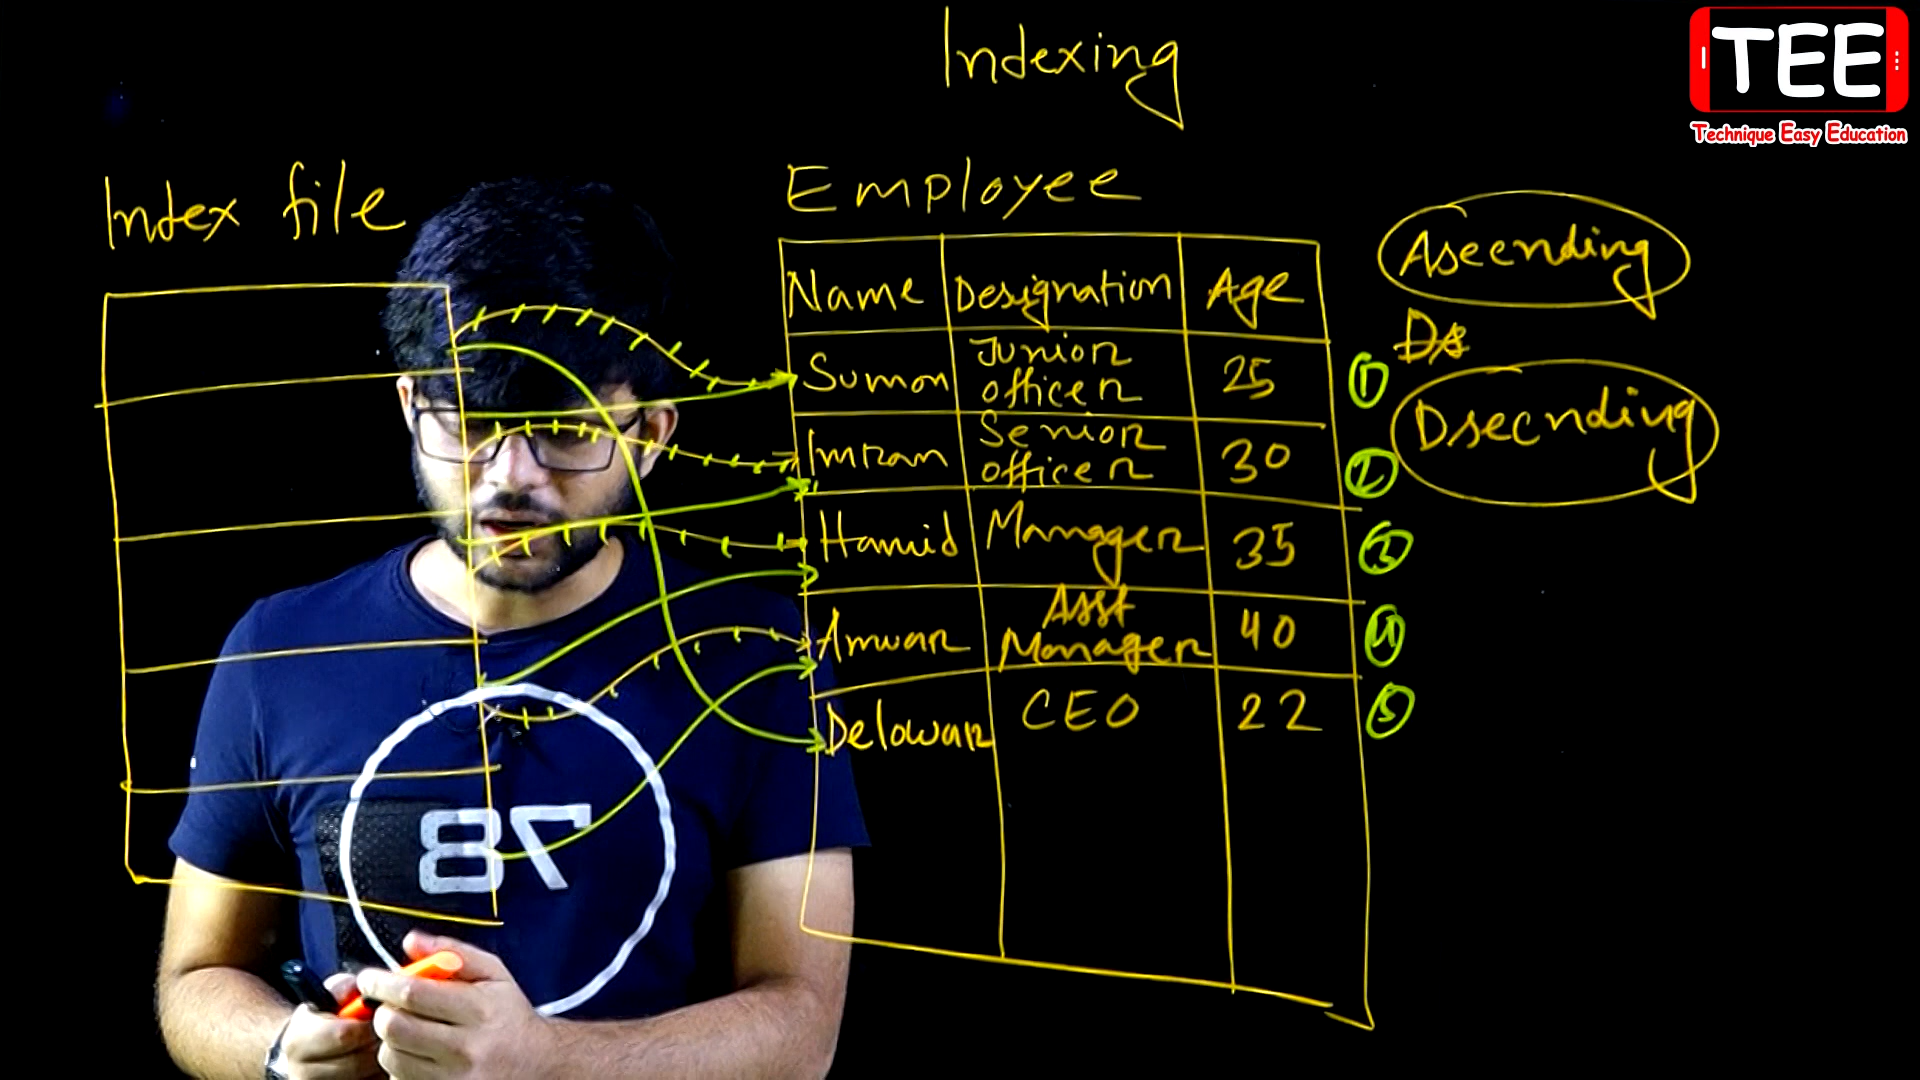 Indexing
TEE
Technique Easy Education
Index file
Employee
Name Designation Age
Sumon Junior officer 25 1
Imran Senior officer 30 2
Hamid Manager 35 3
Anwar Asst Manager 40 4
Delowar CEO 22 5
Aseending
Ds
Dsecnding
78